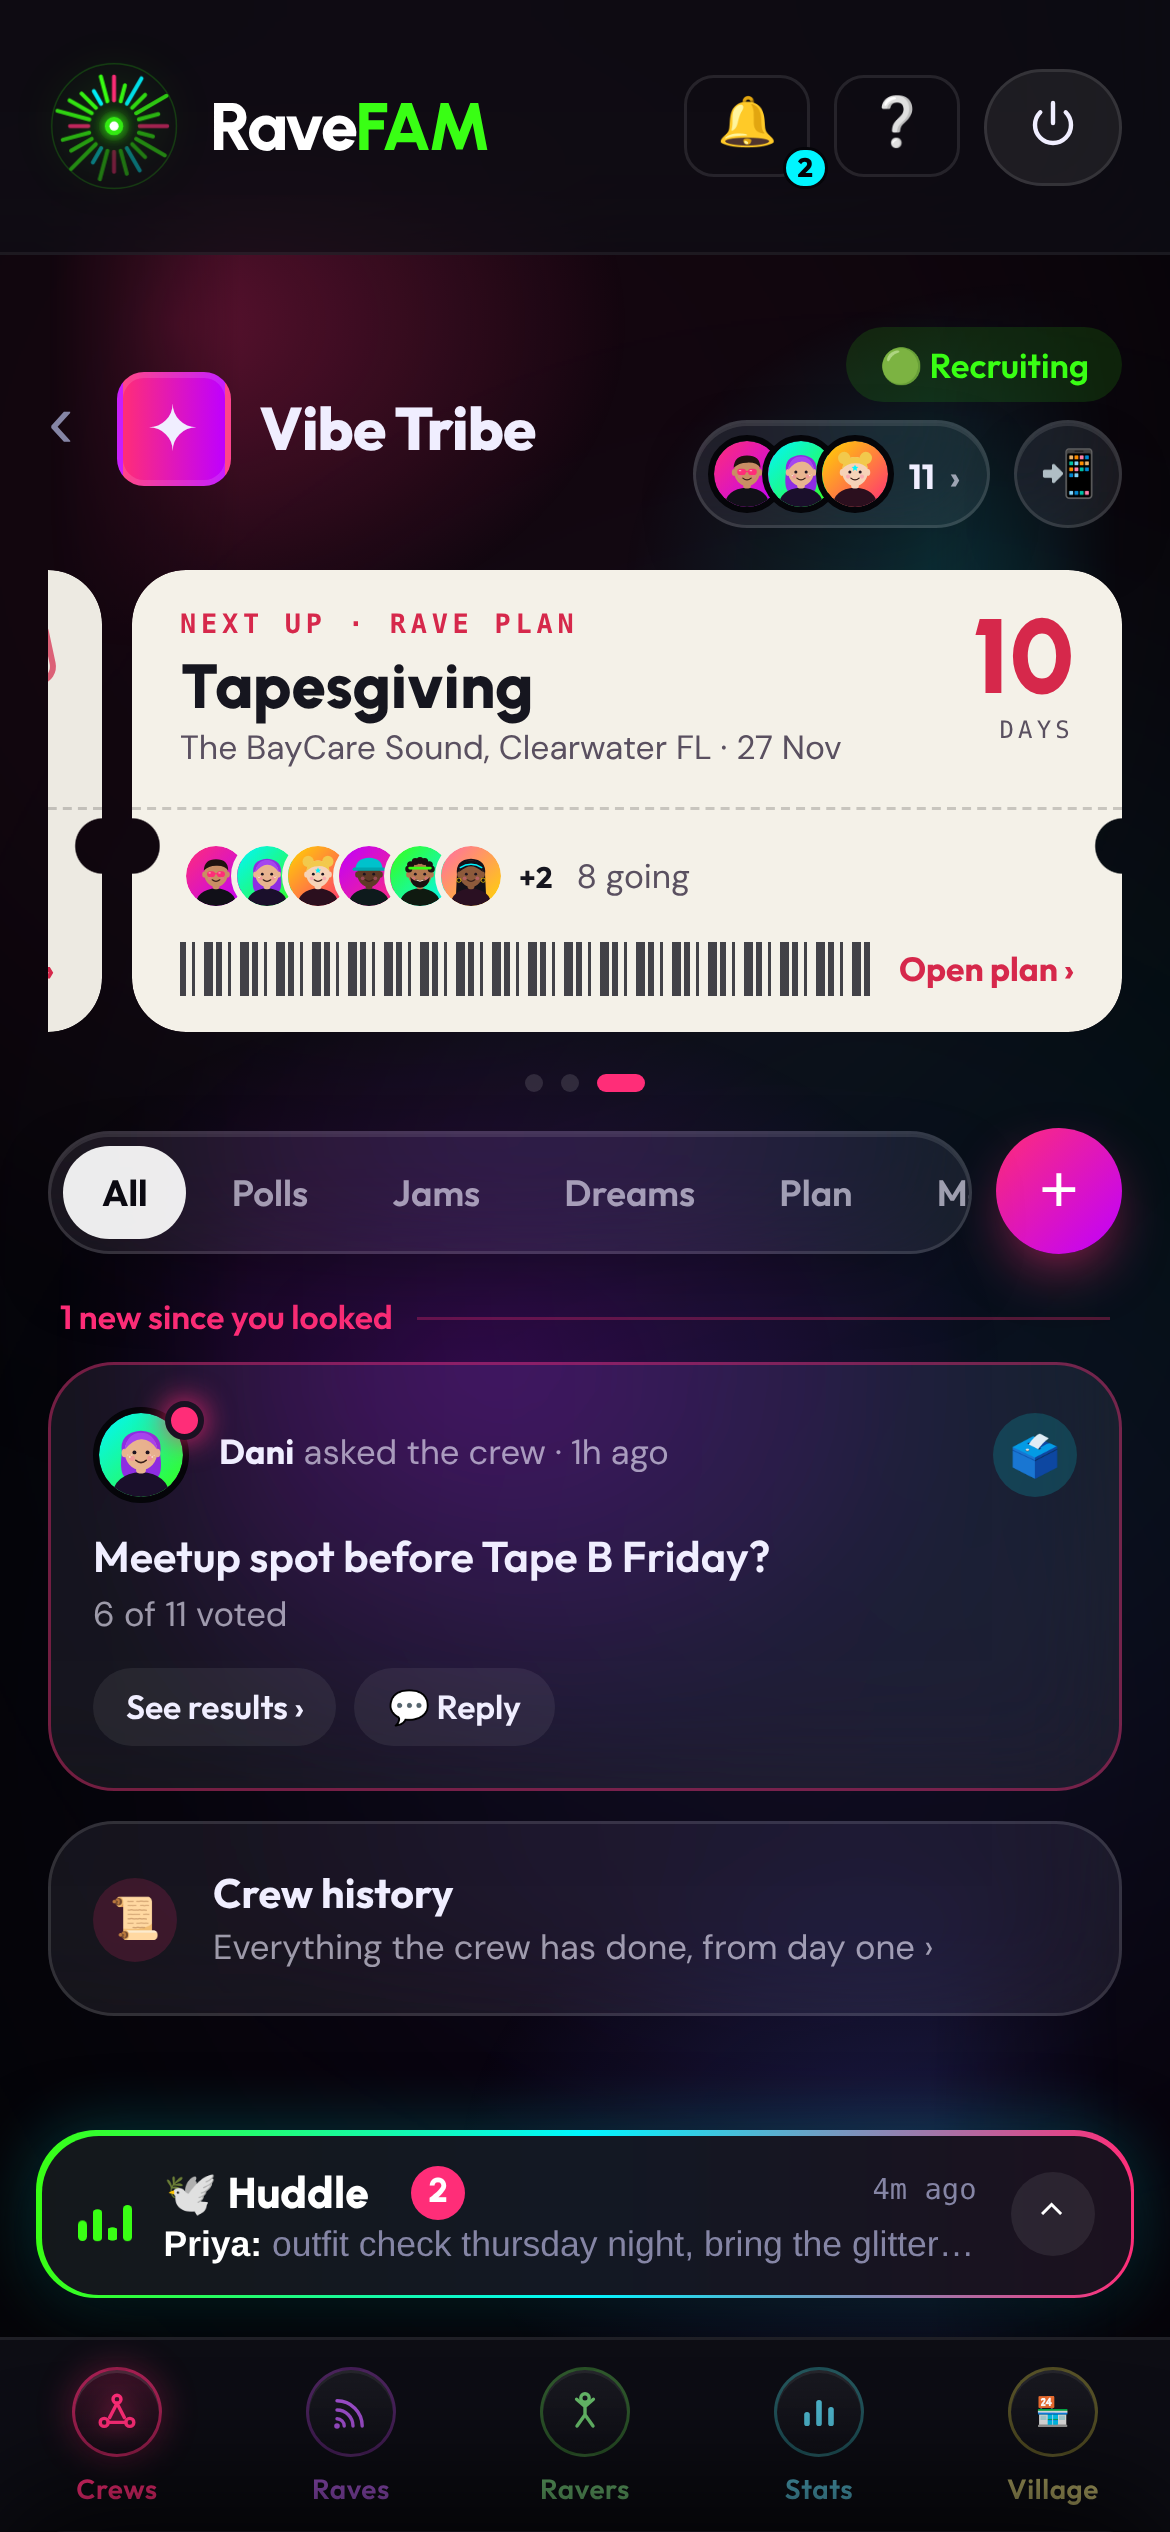 RaveFAM
2
Recruiting
Vibe Tribe
11 ›
NEXT UP · RAVE PLAN
Tapesgiving
The BayCare Sound, Clearwater FL · 27 Nov
10
DAYS
+2 8 going
Open plan ›
All Polls Jams Dreams Plan M
1 new since you looked
Dani asked the crew · 1h ago
Meetup spot before Tape B Friday?
6 of 11 voted
See results ›
Reply
Crew history
Everything the crew has done, from day one ›
Huddle 2 4m ago
Priya: outfit check thursday night, bring the glitter…
Crews Raves Ravers Stats Village